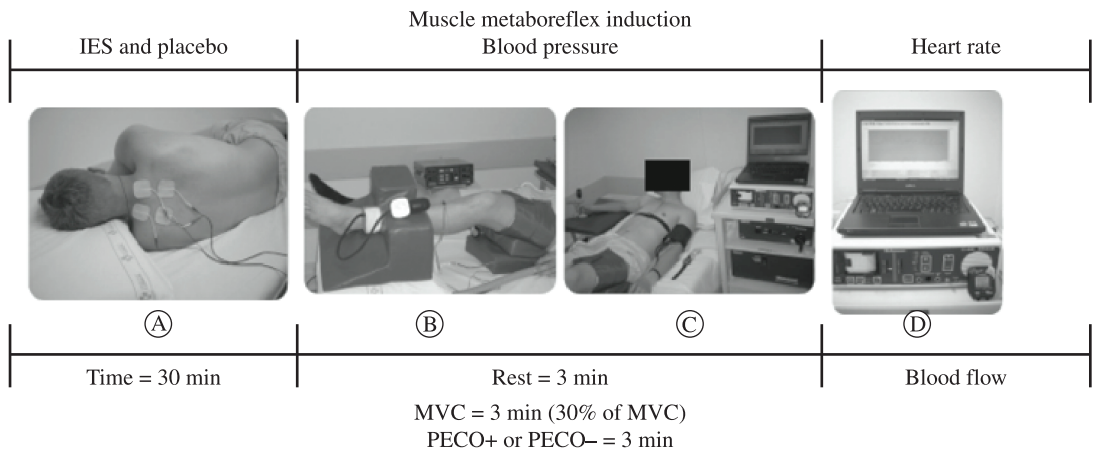 Muscle metaboreflex induction
IES and placebo
Blood pressure
Heart rate
A
B
C
D
Time = 30 min
Rest = 3 min
Blood flow
MVC = 3 min (30% of MVC)
PECO+ or PECO– = 3 min